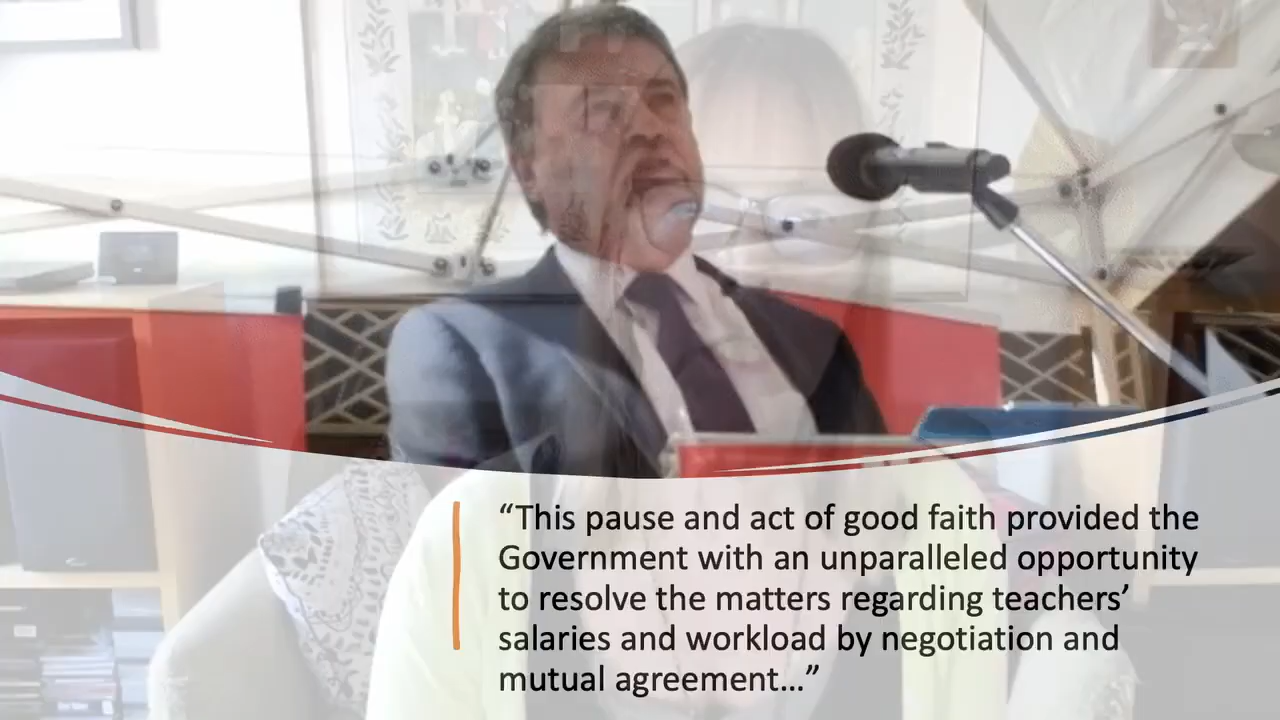 “This pause and act of good faith provided the
Government with an unparalleled opportunity
to resolve the matters regarding teachers’
salaries and workload by negotiation and
mutual agreement...”